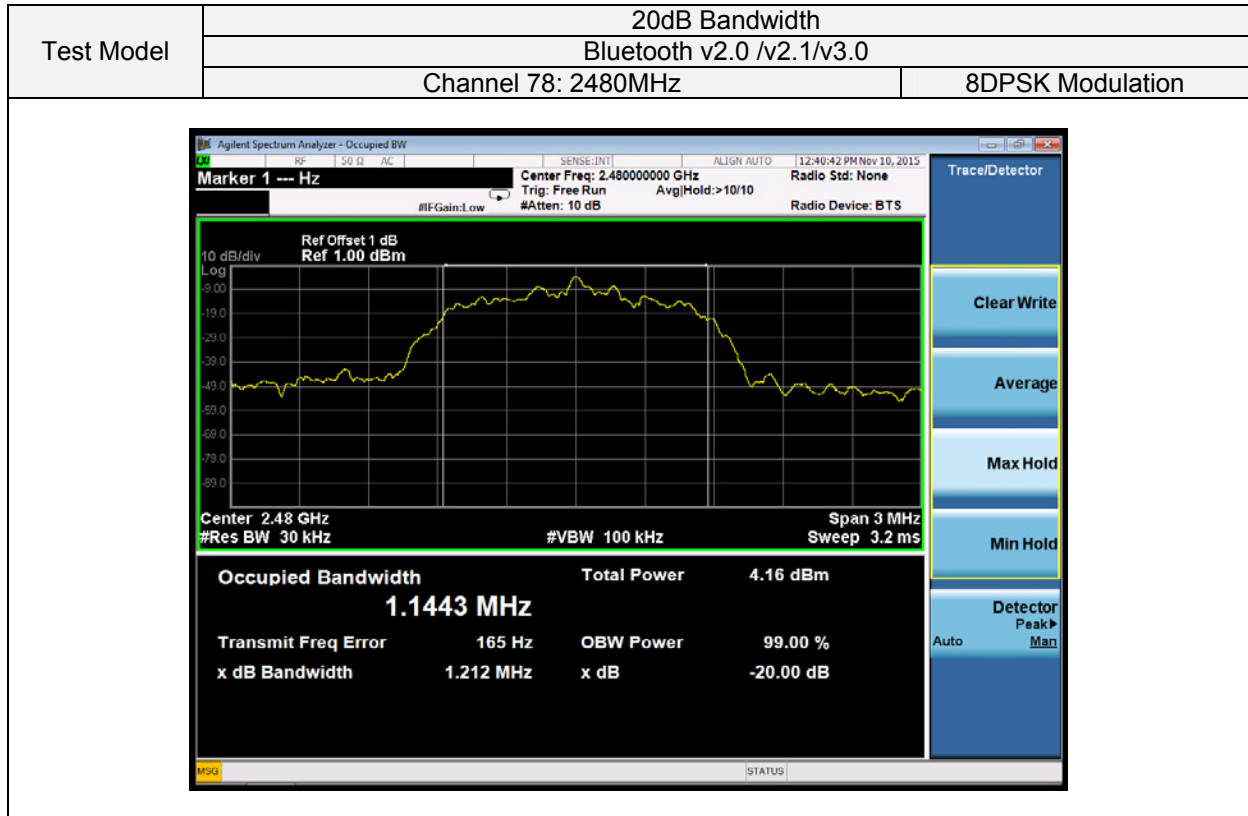 20dB Bandwidth
Test Model
Bluetooth v2.0 /v2.1/v3.0
Channel 78: 2480MHz 8DPSK Modulation
Agilent Spectrum Analyzer - Occupied BW
RF 50 Ω AC SENSE:INT ALIGN AUTO 12:40:42 PM Nov 10, 2015
Marker 1 --- Hz Center Freq: 2.480000000 GHz Radio Std: None Trace/Detector
Trig: Free Run Avg|Hold:>10/10
#IFGain:Low #Atten: 10 dB Radio Device: BTS
Ref Offset 1 dB
10 dB/div Ref 1.00 dBm
Log
-9.00
Clear Write
-19.0
-29.0
-39.0
-49.0
Average
-59.0
-69.0
-79.0
Max Hold
-89.0
Center 2.48 GHz Span 3 MHz
#Res BW 30 kHz #VBW 100 kHz Sweep 3.2 ms
Min Hold
Occupied Bandwidth Total Power 4.16 dBm
1.1443 MHz
Detector
Peak▶
Auto Man
Transmit Freq Error 165 Hz OBW Power 99.00 %
x dB Bandwidth 1.212 MHz x dB -20.00 dB
MSG STATUS